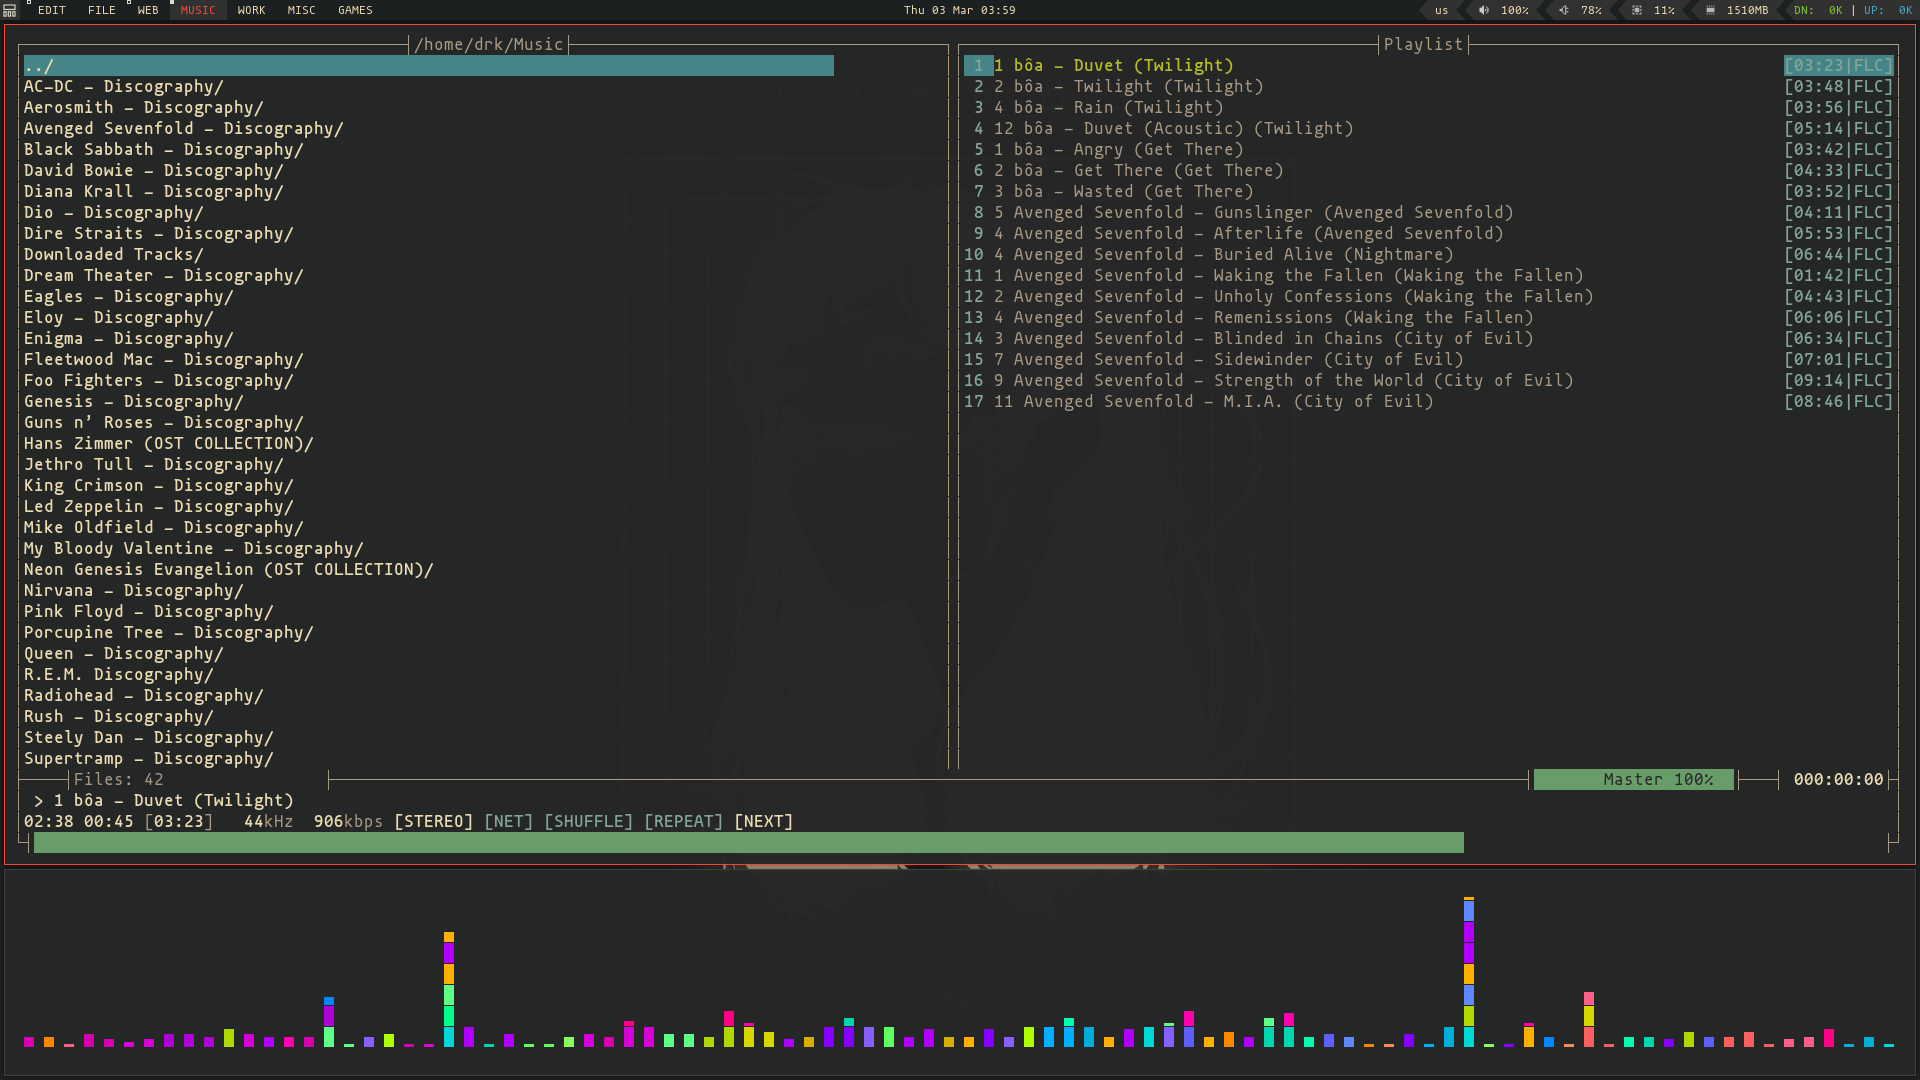 EDIT FILE WEB MUSIC WORK MISC GAMES Thu 03 Mar 03:59 us 100% 78% 11% 1510MB DN: 0K | UP: 0K
/home/drk/Music
../
AC-DC – Discography/
Aerosmith – Discography/
Avenged Sevenfold – Discography/
Black Sabbath – Discography/
David Bowie – Discography/
Diana Krall – Discography/
Dio – Discography/
Dire Straits – Discography/
Downloaded Tracks/
Dream Theater – Discography/
Eagles – Discography/
Eloy – Discography/
Enigma – Discography/
Fleetwood Mac – Discography/
Foo Fighters – Discography/
Genesis – Discography/
Guns n’ Roses – Discography/
Hans Zimmer (OST COLLECTION)/
Jethro Tull – Discography/
King Crimson – Discography/
Led Zeppelin – Discography/
Mike Oldfield – Discography/
My Bloody Valentine – Discography/
Neon Genesis Evangelion (OST COLLECTION)/
Nirvana – Discography/
Pink Floyd – Discography/
Porcupine Tree – Discography/
Queen – Discography/
R.E.M. Discography/
Radiohead – Discography/
Rush – Discography/
Steely Dan – Discography/
Supertramp – Discography/
Playlist
1 1 bôa – Duvet (Twilight) [03:23|FLC]
2 2 bôa – Twilight (Twilight) [03:48|FLC]
3 4 bôa – Rain (Twilight) [03:56|FLC]
4 12 bôa – Duvet (Acoustic) (Twilight) [05:14|FLC]
5 1 bôa – Angry (Get There) [03:42|FLC]
6 2 bôa – Get There (Get There) [04:33|FLC]
7 3 bôa – Wasted (Get There) [03:52|FLC]
8 5 Avenged Sevenfold – Gunslinger (Avenged Sevenfold) [04:11|FLC]
9 4 Avenged Sevenfold – Afterlife (Avenged Sevenfold) [05:53|FLC]
10 4 Avenged Sevenfold – Buried Alive (Nightmare) [06:44|FLC]
11 1 Avenged Sevenfold – Waking the Fallen (Waking the Fallen) [01:42|FLC]
12 2 Avenged Sevenfold – Unholy Confessions (Waking the Fallen) [04:43|FLC]
13 4 Avenged Sevenfold – Remenissions (Waking the Fallen) [06:06|FLC]
14 3 Avenged Sevenfold – Blinded in Chains (City of Evil) [06:34|FLC]
15 7 Avenged Sevenfold – Sidewinder (City of Evil) [07:01|FLC]
16 9 Avenged Sevenfold – Strength of the World (City of Evil) [09:14|FLC]
17 11 Avenged Sevenfold – M.I.A. (City of Evil) [08:46|FLC]
Files: 42 Master 100% 000:00:00
> 1 bôa – Duvet (Twilight)
02:38 00:45 [03:23] 44kHz 906kbps [STEREO] [NET] [SHUFFLE] [REPEAT] [NEXT]